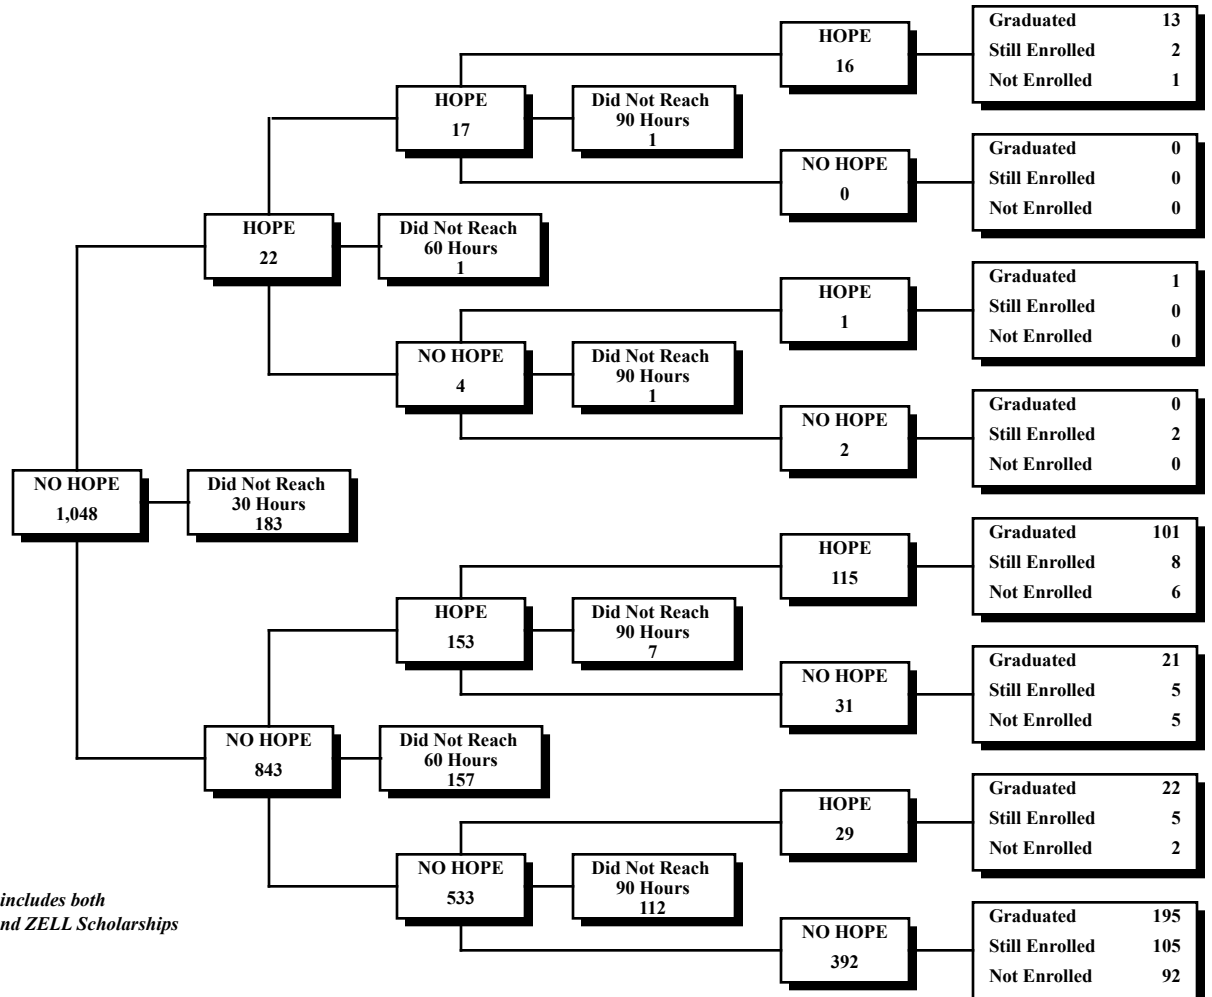 HOPE
16
Graduated 13
Still Enrolled 2
Not Enrolled 1
HOPE
17
Did Not Reach
90 Hours
1
NO HOPE
0
Graduated 0
Still Enrolled 0
Not Enrolled 0
HOPE
22
Did Not Reach
60 Hours
1
HOPE
1
Graduated 1
Still Enrolled 0
Not Enrolled 0
NO HOPE
4
Did Not Reach
90 Hours
1
NO HOPE
2
Graduated 0
Still Enrolled 2
Not Enrolled 0
NO HOPE
1,048
Did Not Reach
30 Hours
183
HOPE
115
Graduated 101
Still Enrolled 8
Not Enrolled 6
HOPE
153
Did Not Reach
90 Hours
7
NO HOPE
31
Graduated 21
Still Enrolled 5
Not Enrolled 5
NO HOPE
843
Did Not Reach
60 Hours
157
HOPE
29
Graduated 22
Still Enrolled 5
Not Enrolled 2
NO HOPE
533
Did Not Reach
90 Hours
112
NO HOPE
392
Graduated 195
Still Enrolled 105
Not Enrolled 92
includes both
nd ZELL Scholarships